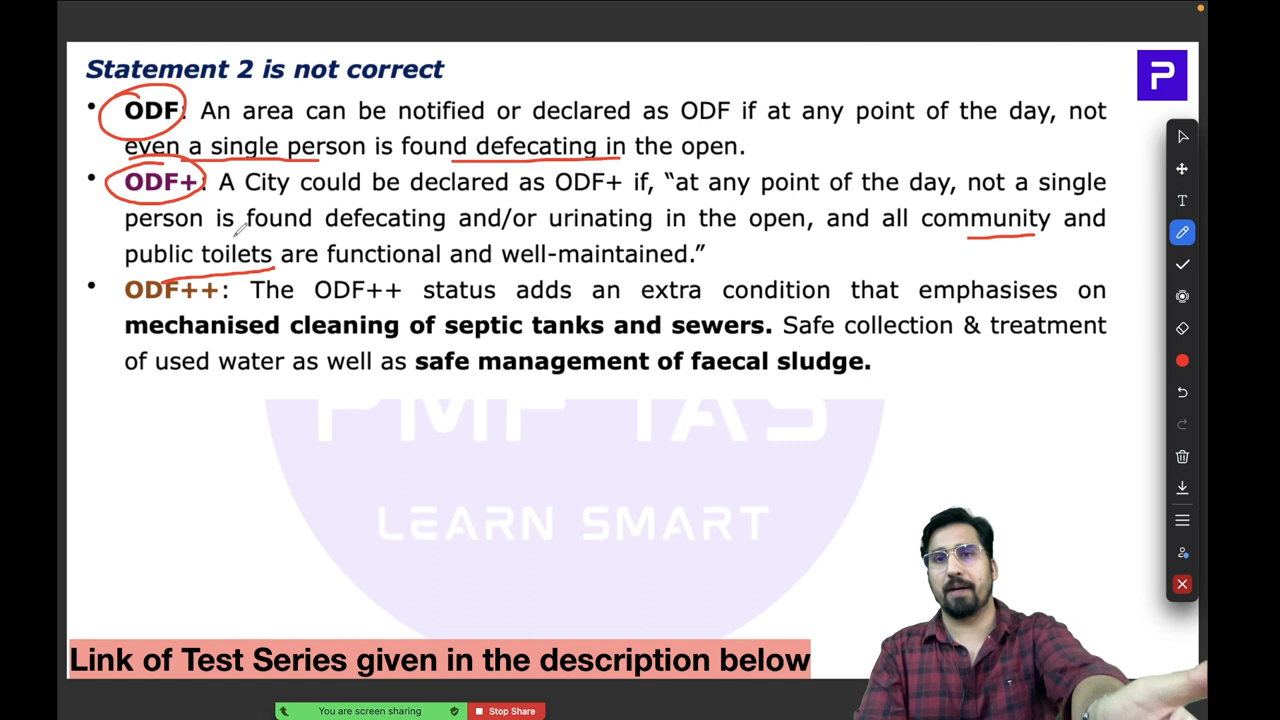 Statement 2 is not correct
P
• ODF: An area can be notified or declared as ODF if at any point of the day, not
even a single person is found defecating in the open.
• ODF+: A City could be declared as ODF+ if, “at any point of the day, not a single
person is found defecating and/or urinating in the open, and all community and
public toilets are functional and well-maintained.”
• ODF++: The ODF++ status adds an extra condition that emphasises on
mechanised cleaning of septic tanks and sewers. Safe collection & treatment
of used water as well as safe management of faecal sludge.
PMF IAS
LEARN SMART
Link of Test Series given in the description below
You are screen sharing
Stop Share
T